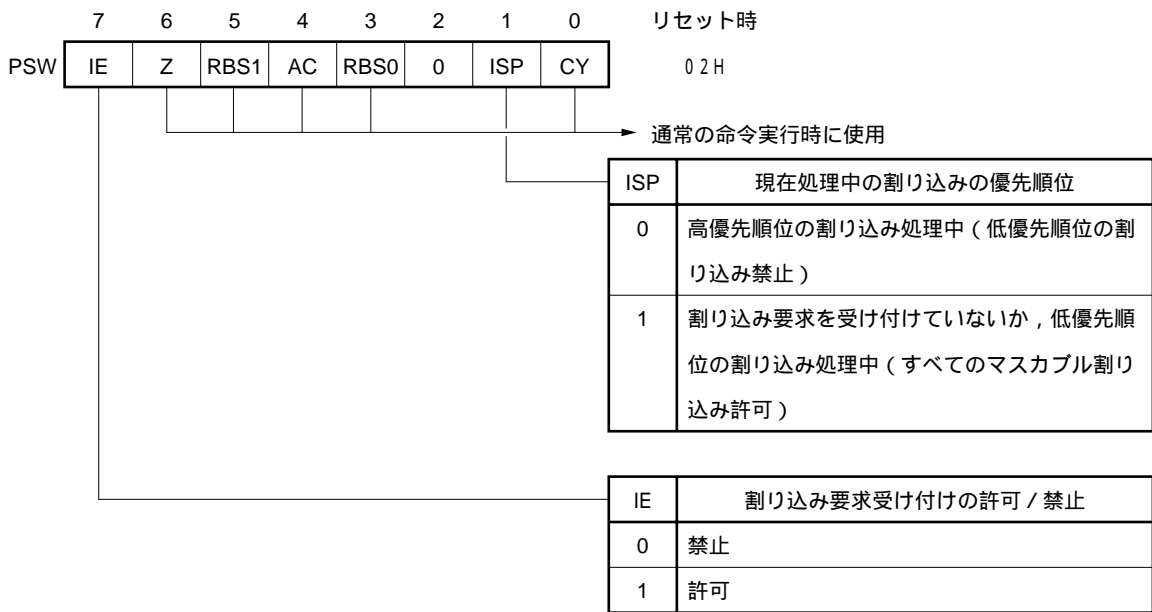 7 6 5 4 3 2 1 0 リセット時
PSW IE Z RBS1 AC RBS0 0 ISP CY 02H
通常の命令実行時に使用
ISP 現在処理中の割り込みの優先順位
0 高優先順位の割り込み処理中（低優先順位の割
り込み禁止）
1 割り込み要求を受け付けていないか，低優先順
位の割り込み処理中（すべてのマスカブル割り
込み許可）
IE 割り込み要求受け付けの許可／禁止
0 禁止
1 許可